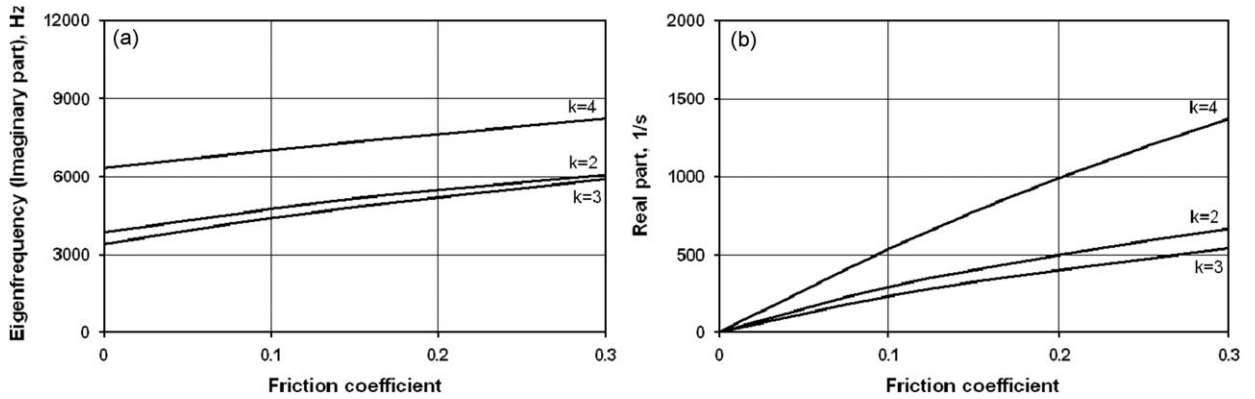 Eigenfrequency (Imaginary part), Hz
12000
9000
6000
3000
0
(a)
k=4
k=2
k=3
0 0.1 0.2 0.3
Friction coefficient
Real part, 1/s
2000
1500
1000
500
0
(b)
k=4
k=2
k=3
0 0.1 0.2 0.3
Friction coefficient